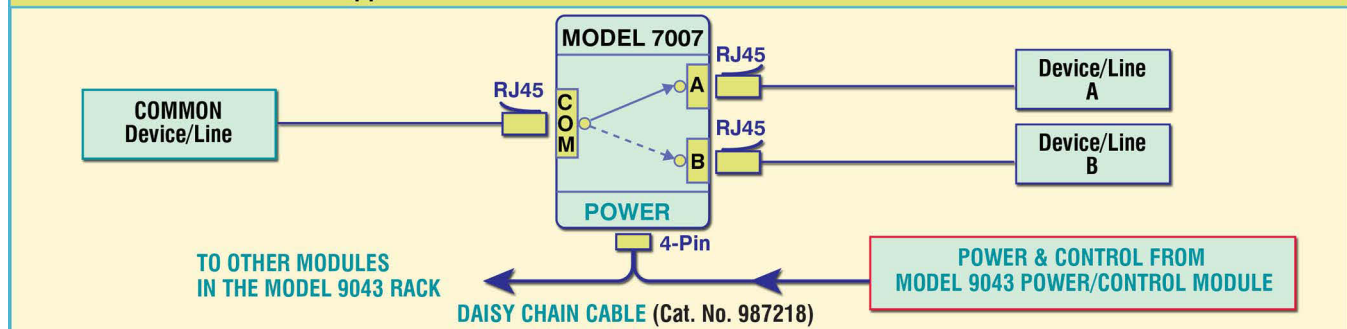 MODEL 7007
RJ45
RJ45
A
Device/Line
A
COMMON
Device/Line
COM
RJ45
B
Device/Line
B
POWER
4-Pin
TO OTHER MODULES
IN THE MODEL 9043 RACK
POWER & CONTROL FROM
MODEL 9043 POWER/CONTROL MODULE
DAISY CHAIN CABLE (Cat. No. 987218)